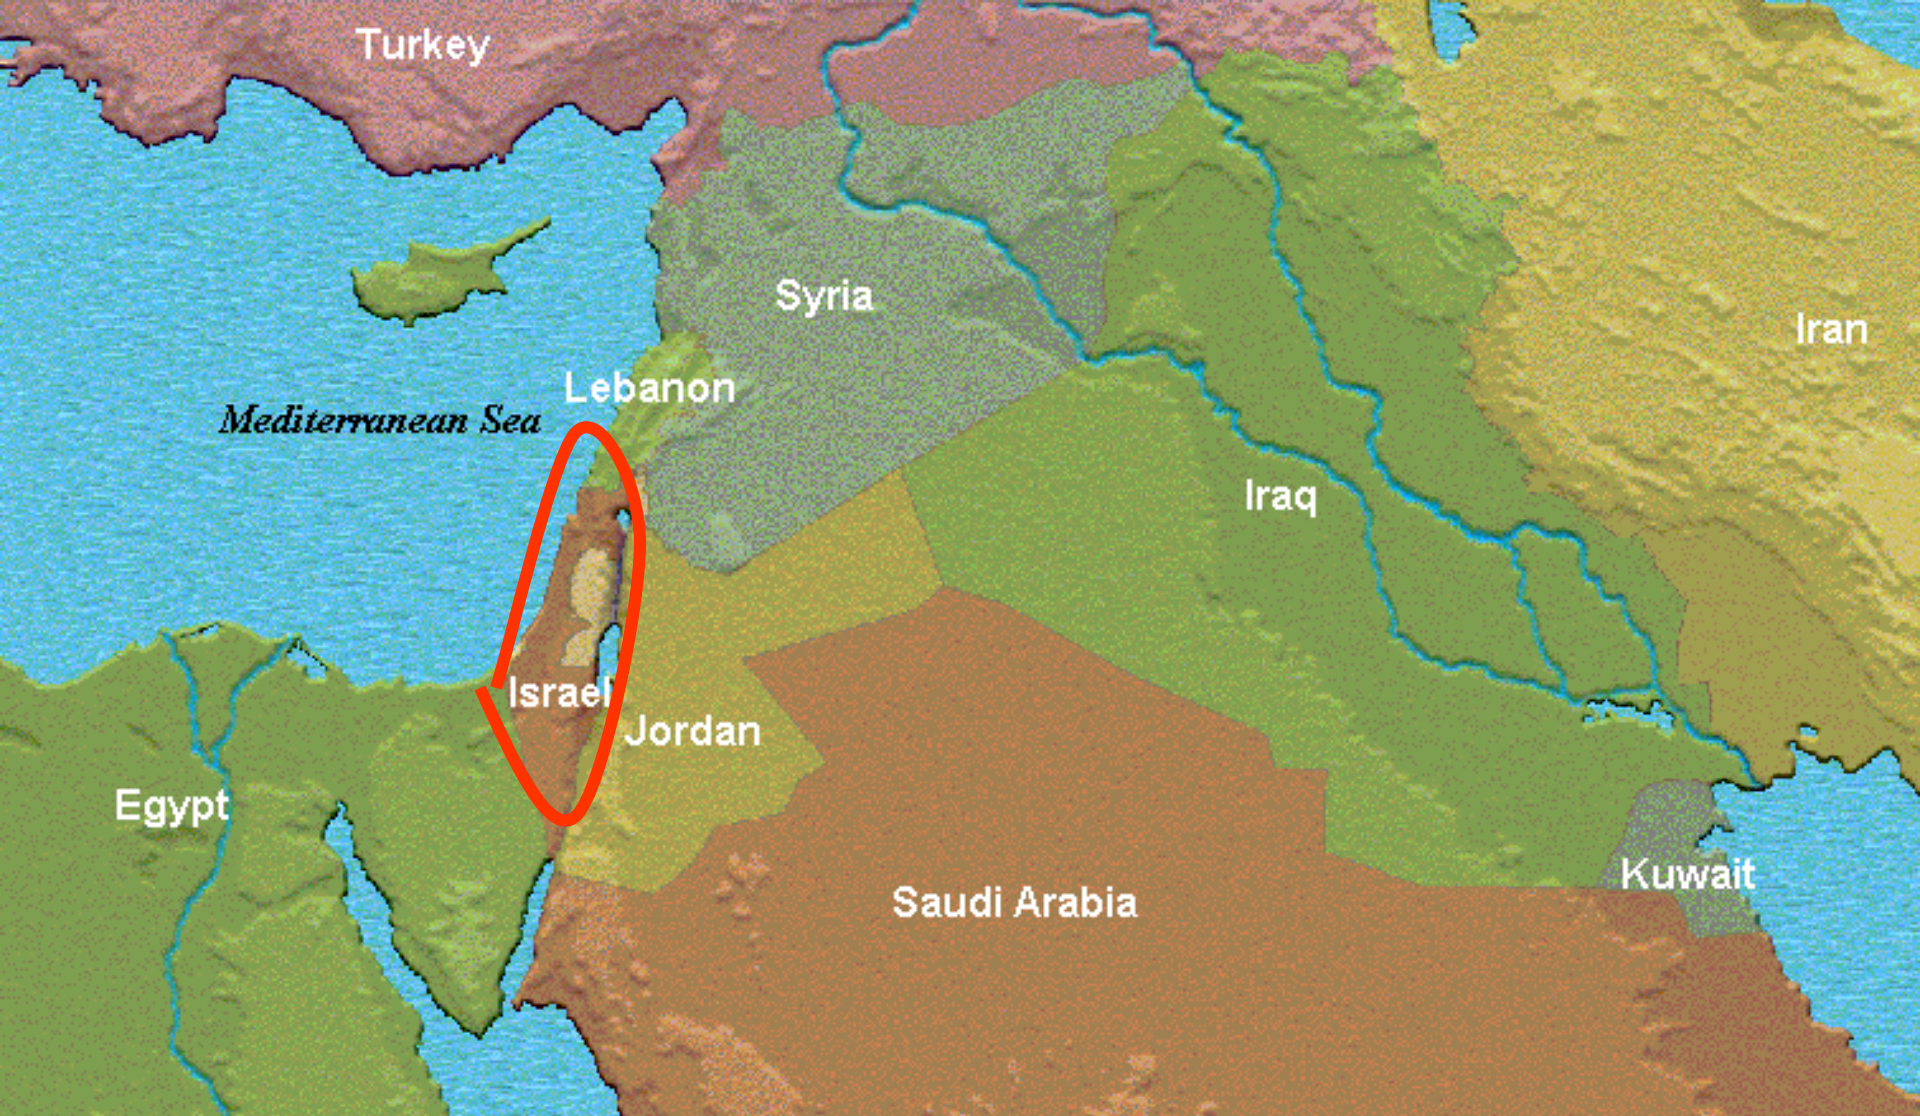 Turkey
Syria
Iran
Lebanon
Mediterranean Sea
Iraq
Israel
Jordan
Egypt
Kuwait
Saudi Arabia